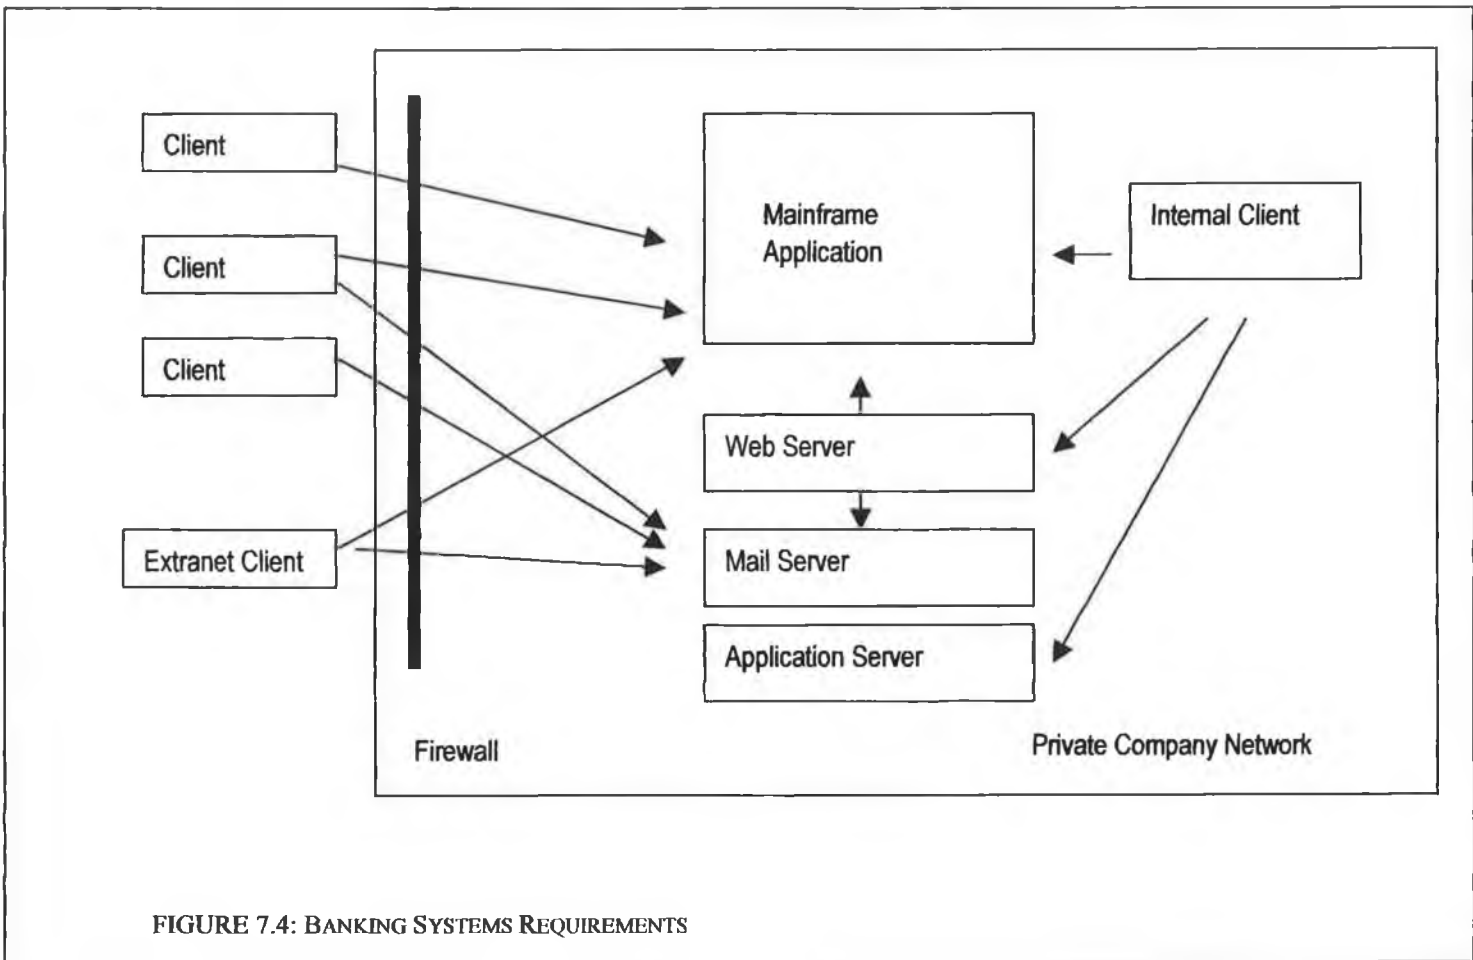 Client
Client
Client
Extranet Client
Mainframe
Application
Internal Client
Web Server
Mail Server
Application Server
Firewall
Private Company Network
FIGURE 7.4: BANKING SYSTEMS REQUIREMENTS